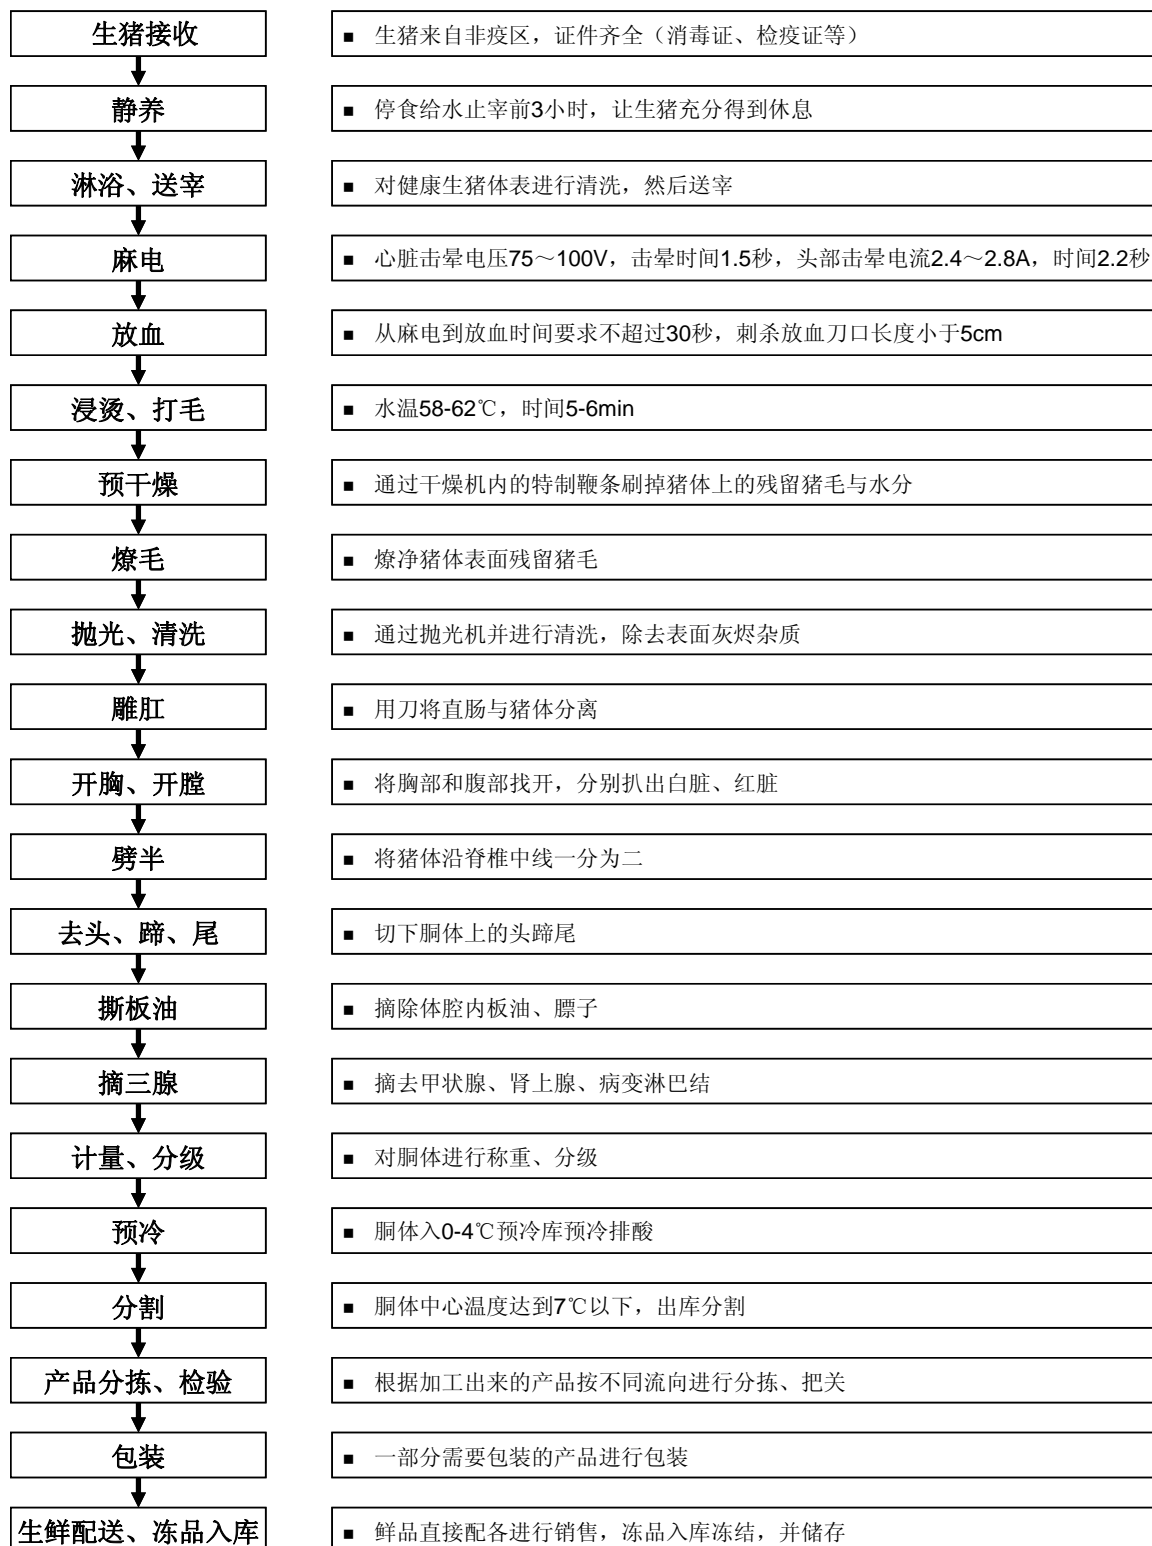 生猪接收
■ 生猪来自非疫区，证件齐全（消毒证、检疫证等）
静养
■ 停食给水止宰前3小时，让生猪充分得到休息
淋浴、送宰
■ 对健康生猪体表进行清洗，然后送宰
麻电
■ 心脏击晕电压75～100V，击晕时间1.5秒，头部击晕电流2.4～2.8A，时间2.2秒
放血
■ 从麻电到放血时间要求不超过30秒，刺杀放血刀口长度小于5cm
浸烫、打毛
■ 水温58-62℃，时间5-6min
预干燥
■ 通过干燥机内的特制鞭条刷掉猪体上的残留猪毛与水分
燎毛
■ 燎净猪体表面残留猪毛
抛光、清洗
■ 通过抛光机并进行清洗，除去表面灰烬杂质
雕肛
■ 用刀将直肠与猪体分离
开胸、开膛
■ 将胸部和腹部找开，分别扒出白脏、红脏
劈半
■ 将猪体沿脊椎中线一分为二
去头、蹄、尾
■ 切下胴体上的头蹄尾
撕板油
■ 摘除体腔内板油、膘子
摘三腺
■ 摘去甲状腺、肾上腺、病变淋巴结
计量、分级
■ 对胴体进行称重、分级
预冷
■ 胴体入0-4℃预冷库预冷排酸
分割
■ 胴体中心温度达到7℃以下，出库分割
产品分拣、检验
■ 根据加工出来的产品按不同流向进行分拣、把关
包装
■ 一部分需要包装的产品进行包装
生鲜配送、冻品入库
■ 鲜品直接配各进行销售，冻品入库冻结，并储存